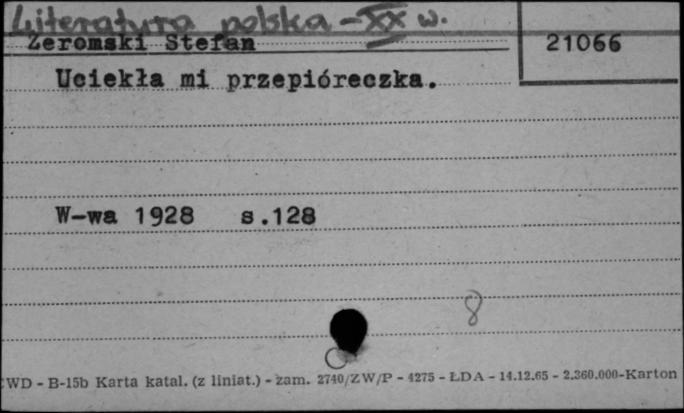 Literatura polska - XX w.
Żeromski Stefan
21066
Uciekła mi przepióreczka.
W-wa 1928 s.128
8
WD - B-15b Karta katal. (z liniat.) - zam. 2740/ZW/P - 4275 - ŁDA - 14.12.65 - 2.360.000-Karton